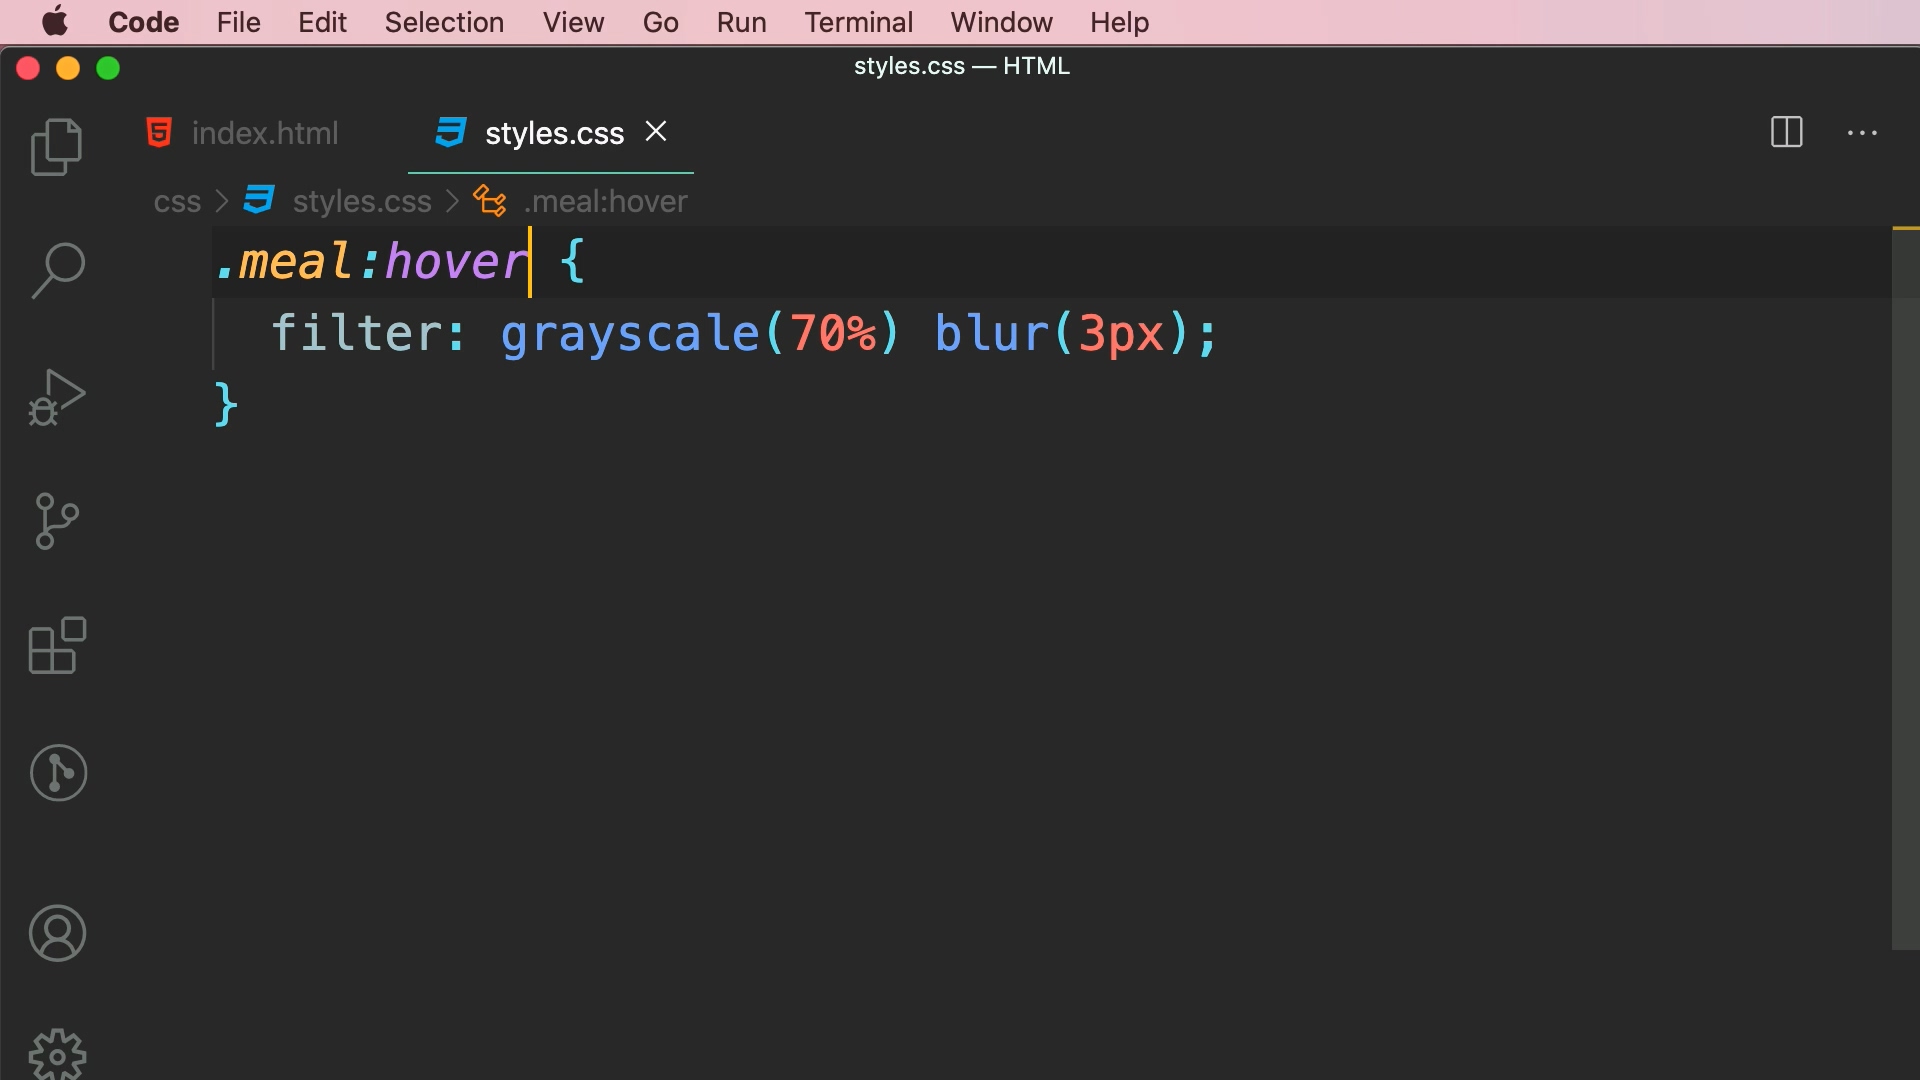 Code File Edit Selection View Go Run Terminal Window Help
styles.css — HTML
index.html styles.css
css > styles.css > .meal:hover
.meal:hover {
filter: grayscale(70%) blur(3px);
}